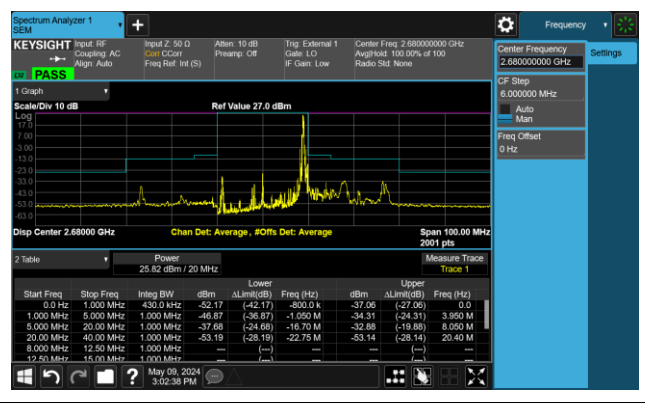 Spectrum Analyzer 1
SEM
+
Frequency
KEYSIGHT
Input: RF
Coupling: AC
Align: Auto
Input Z: 50 Ω
Corr CCorr
Freq Ref: Int (S)
Atten: 10 dB
Preamp: Off
Trig: External 1
Gate: LO
IF Gain: Low
Center Freq: 2.680000000 GHz
Avg|Hold: 100.00% of 100
Radio Std: None
PASS
Center Frequency
2.680000000 GHz
Settings
CF Step
6.000000 MHz
Auto
Man
Freq Offset
0 Hz
1 Graph
Scale/Div 10 dB
Ref Value 27.0 dBm
Log
17.0
7.00
-3.00
-13.0
-23.0
-33.0
-43.0
-53.0
-63.0
Disp Center 2.68000 GHz
Chan Det: Average , #Offs Det: Average
Span 100.00 MHz
2001 pts
2 Table
Power
25.82 dBm / 20 MHz
Measure Trace
Trace 1
Lower Upper
Start Freq Stop Freq Integ BW dBm ΔLimit(dB) Freq (Hz) dBm ΔLimit(dB) Freq (Hz)
0.0 Hz 1.000 MHz 430.0 kHz -52.17 (-42.17) -800.0 k -37.06 (-27.06) 0.0
1.000 MHz 5.000 MHz 1.000 MHz -46.87 (-36.87) -1.050 M -34.31 (-24.31) 3.950 M
5.000 MHz 20.00 MHz 1.000 MHz -37.68 (-24.68) -16.70 M -32.88 (-19.88) 8.050 M
20.00 MHz 40.00 MHz 1.000 MHz -53.19 (-28.19) -22.75 M -53.14 (-28.14) 20.40 M
8.000 MHz 12.50 MHz 1.000 MHz --- (---) --- --- (---) ---
12.50 MHz 15.00 MHz 1.000 MHz --- (---) --- --- (---) ---
?
May 09, 2024
3:02:38 PM